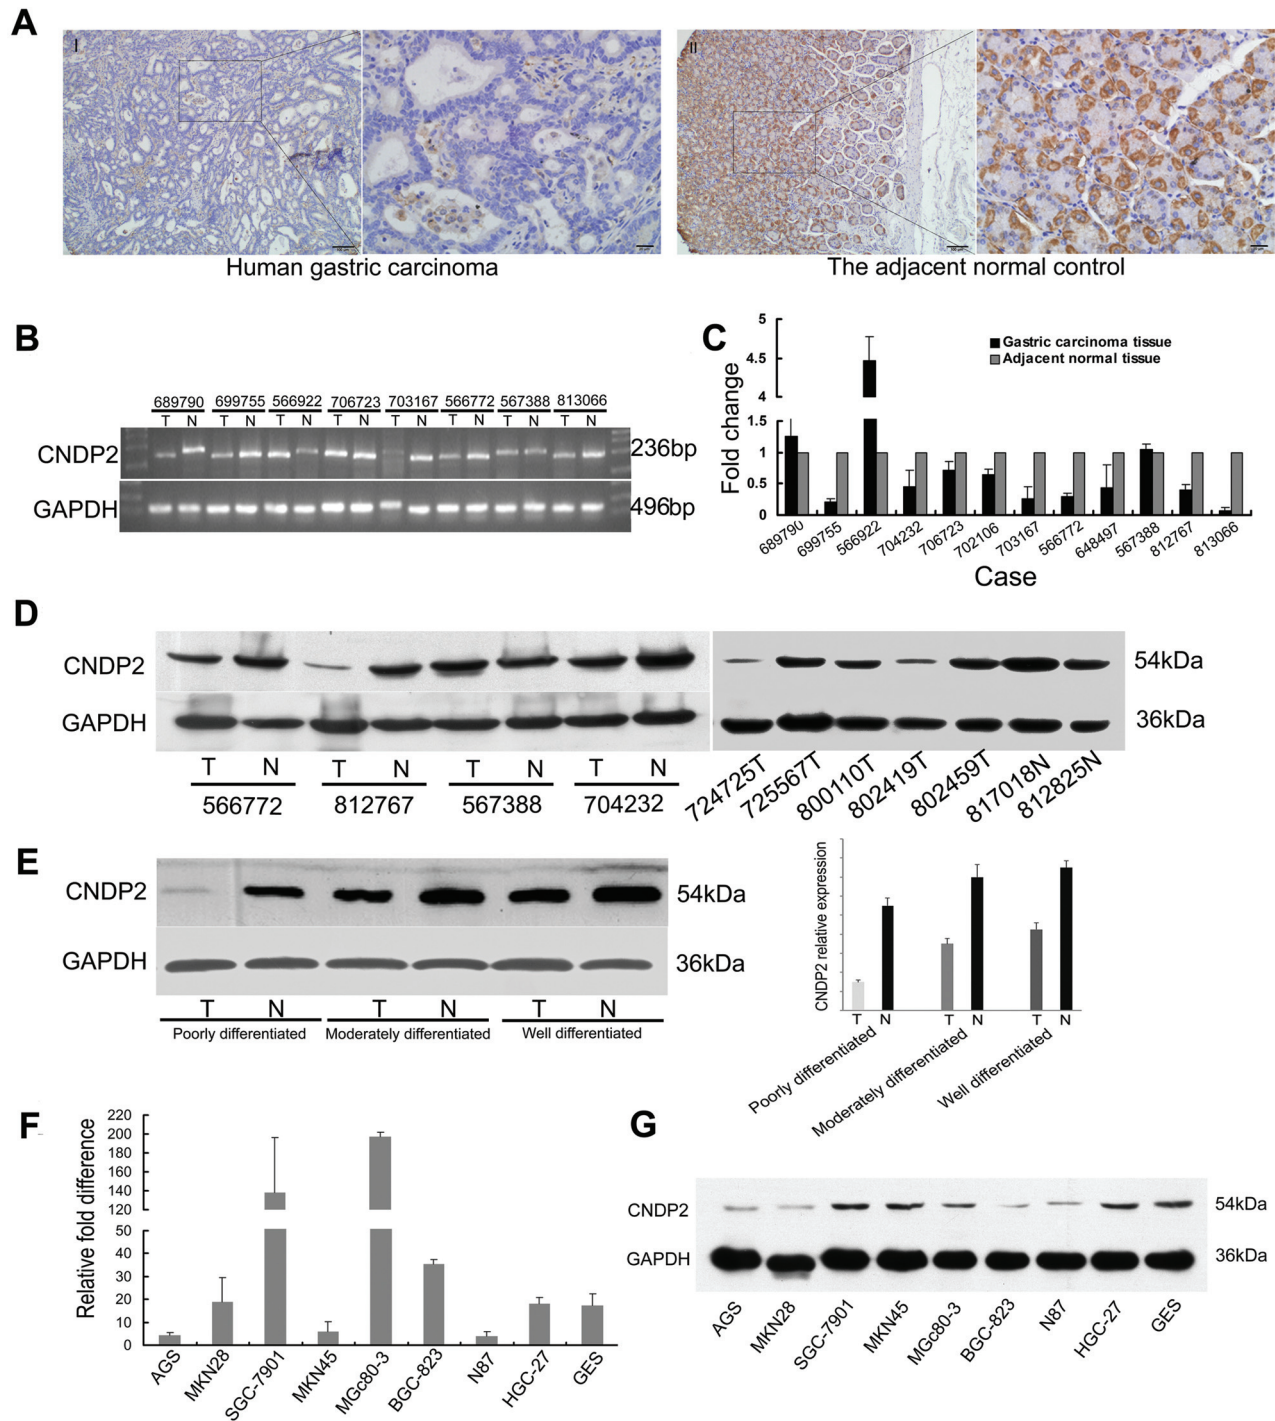 A
I
II
Human gastric carcinoma
The adjacent normal control
B
689790 699755 566922 706723 703167 566772 567388 813066
T N T N T N T N T N T N T N T N
CNDP2
236bp
GAPDH
496bp
C
Fold change
5
4.5
4
1.5
1
0.5
0
Gastric carcinoma tissue
Adjacent normal tissue
689790 699755 566922 704232 706723 702106 703167 566772 648497 567388 812767 813066
Case
D
CNDP2
54kDa
GAPDH
36kDa
T N T N T N T N
566772 812767 567388 704232
724725T 725567T 800110T 802419T 802459T 817018N 812825N
E
CNDP2
54kDa
GAPDH
36kDa
T N T N T N
Poorly differentiated Moderately differentiated Well differentiated
CNDP2 relative expression
T N T N T N
Poorly differentiated Moderately differentiated Well differentiated
F
Relative fold difference
220
200
180
160
140
120
50
40
30
20
10
0
AGS MKN28 SGC-7901 MKN45 MGc80-3 BGC-823 N87 HGC-27 GES
G
CNDP2
54kDa
GAPDH
36kDa
AGS MKN28 SGC-7901 MKN45 MGc80-3 BGC-823 N87 HGC-27 GES